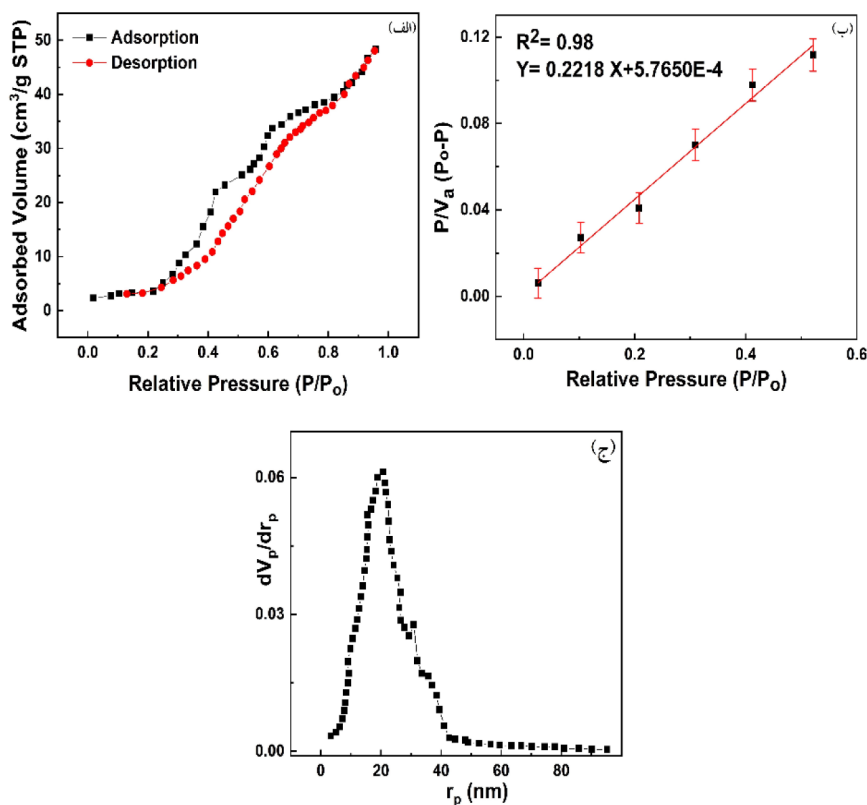 (الف)
Adsorption
Desorption
Adsorbed Volume (cm³/g STP)
50
40
30
20
10
0
0.0 0.2 0.4 0.6 0.8 1.0
Relative Pressure (P/Po)
(ب)
R²= 0.98
Y= 0.2218 X+5.7650E-4
P/Va (Po-P)
0.12
0.08
0.04
0.00
0.0 0.2 0.4 0.6
Relative Pressure (P/Po)
(ج)
dVp/drp
0.06
0.03
0.00
0 20 40 60 80
rp (nm)